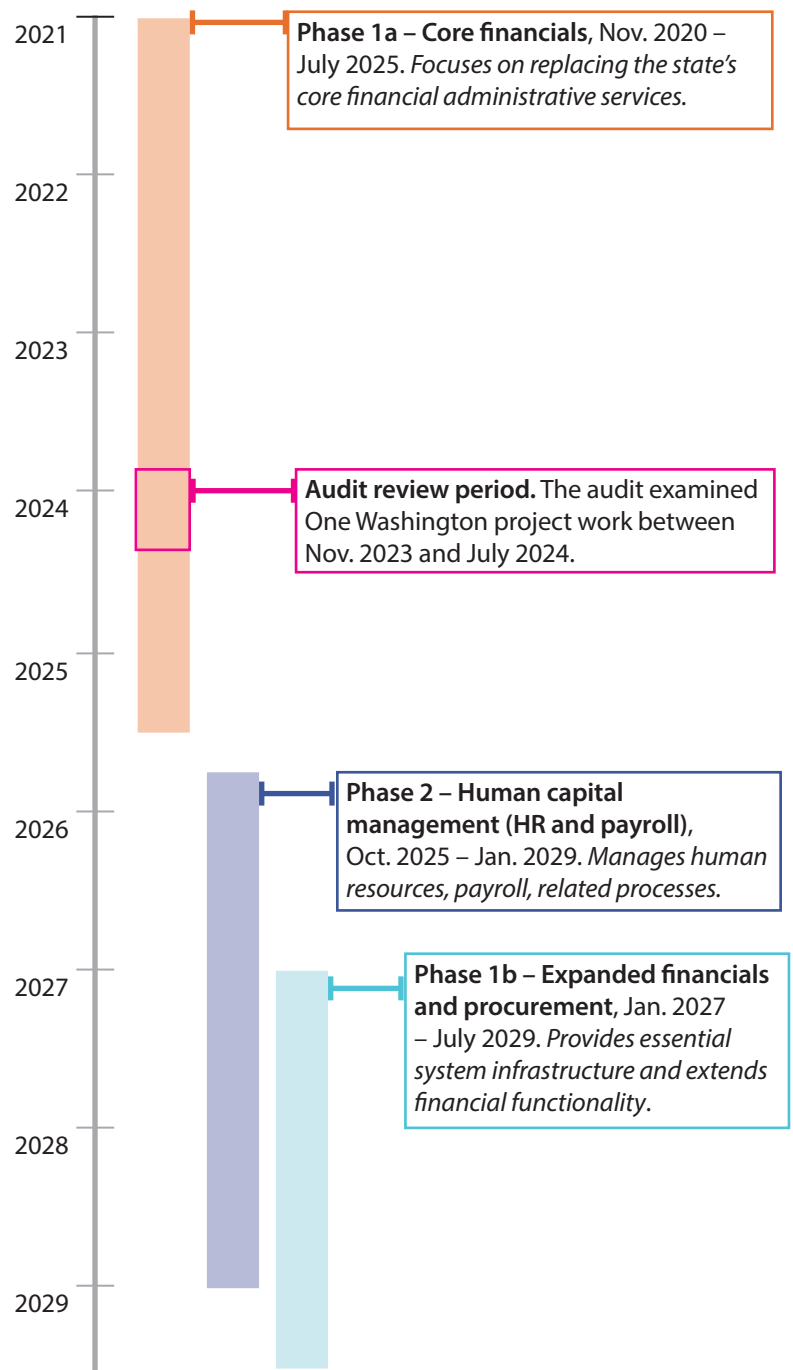 2021
Phase 1a – Core financials, Nov. 2020 –
July 2025. Focuses on replacing the state’s
core financial administrative services.
2022
2023
Audit review period. The audit examined
One Washington project work between
Nov. 2023 and July 2024.
2024
2025
Phase 2 – Human capital
management (HR and payroll),
Oct. 2025 – Jan. 2029. Manages human
resources, payroll, related processes.
2026
Phase 1b – Expanded financials
and procurement, Jan. 2027
– July 2029. Provides essential
system infrastructure and extends
financial functionality.
2027
2028
2029